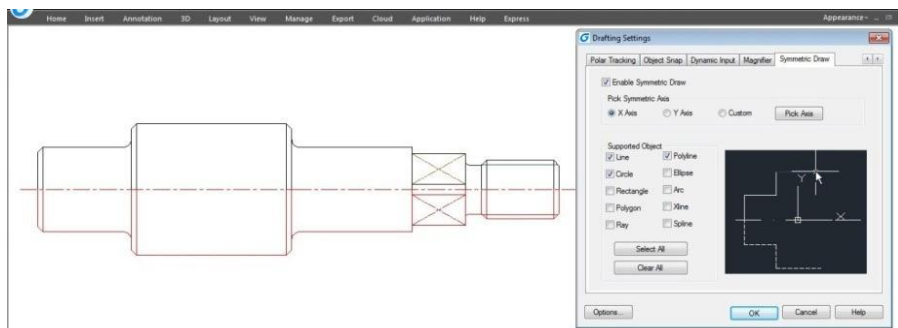 Home Insert Annotation 3D Layout View Manage Export Cloud Application Help Express Appearance
Drafting Settings
Polar Tracking Object Snap Dynamic Input Magnifier Symmetric Draw
Enable Symmetric Draw
Pick Symmetric Axis
X Axis Y Axis Custom Pick Axis
Supported Object
Line Polyline
Circle Ellipse
Rectangle Arc
Polygon Xline
Ray Spline
Select All
Clear All
Y
X
Options... OK Cancel Help